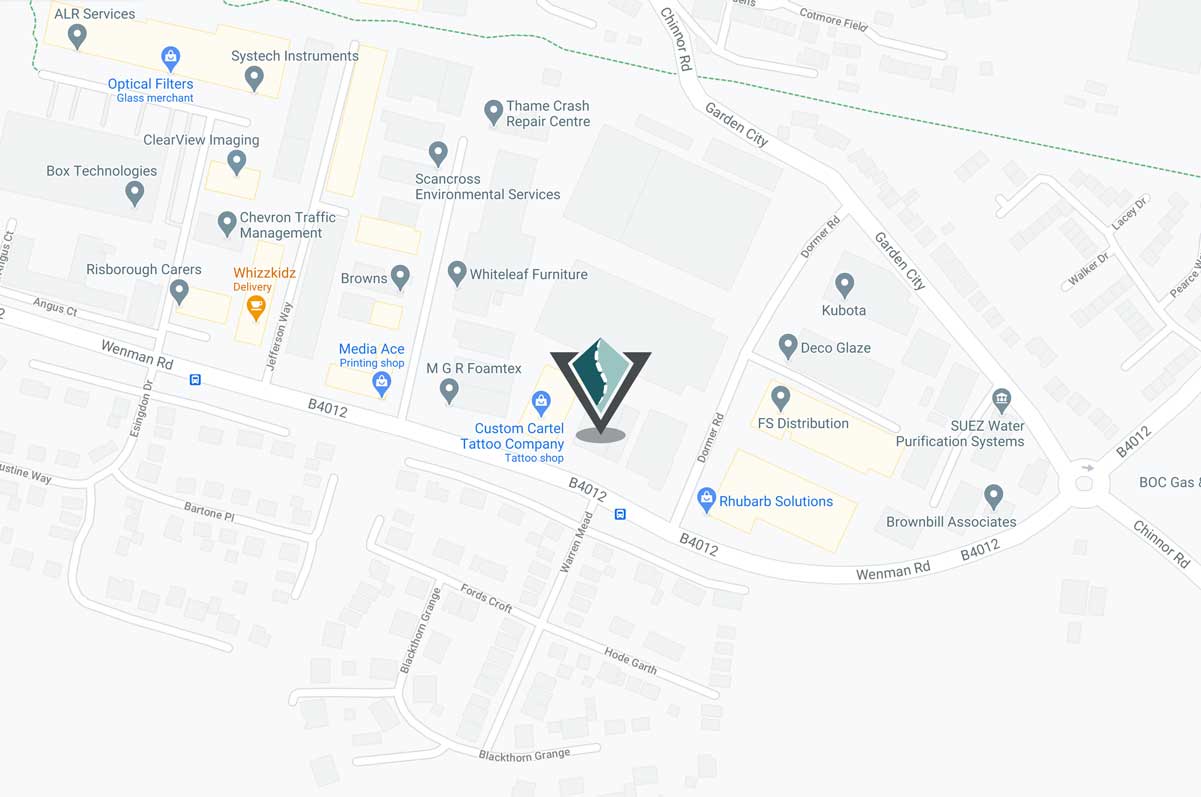 ALR Services
Cotmore Field
Chinnor Rd
Systech Instruments
Optical Filters
Glass merchant
Thame Crash
Repair Centre
Garden City
ClearView Imaging
Box Technologies
Scancross
Environmental Services
Lacey Dr
Chevron Traffic
Management
Dormer Rd
Angus Ct
Garden City
Walker Dr
Risborough Carers
Whizzkidz
Delivery
Browns
Whiteleaf Furniture
Kubota
Angus Ct
Jefferson Way
Wenman Rd
Media Ace
Printing shop
Deco Glaze
M G R Foamtex
Esingdon Dr
B4012
Custom Cartel
Tattoo Company
Tattoo shop
FS Distribution
Dormer Rd
SUEZ Water
Purification Systems
B4012
BOC Gas &
B4012
Rhubarb Solutions
Bartone Pl
Brownbill Associates
Warren Mead
B4012
B4012
Wenman Rd
Chinnor Rd
Fords Croft
Blackthorn Grange
Hode Garth
Blackthorn Grange